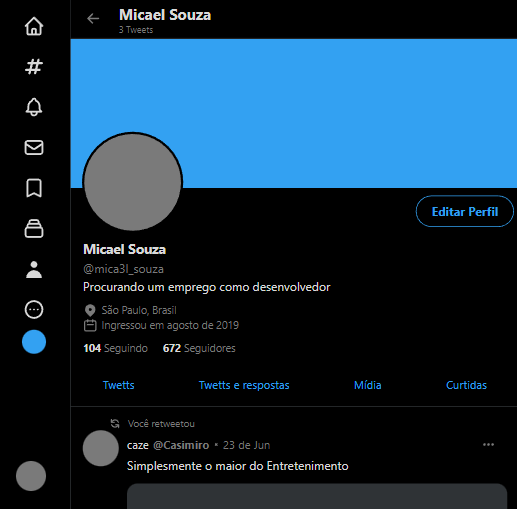 Micael Souza
3 Tweets
Editar Perfil
Micael Souza
@mica3l_souza
Procurando um emprego como desenvolvedor
São Paulo, Brasil
Ingressou em agosto de 2019
104 Seguindo 672 Seguidores
Twetts Twetts e respostas Mídia Curtidas
Você retweetou
caze @Casimiro • 23 de Jun
Simplesmente o maior do Entretenimento